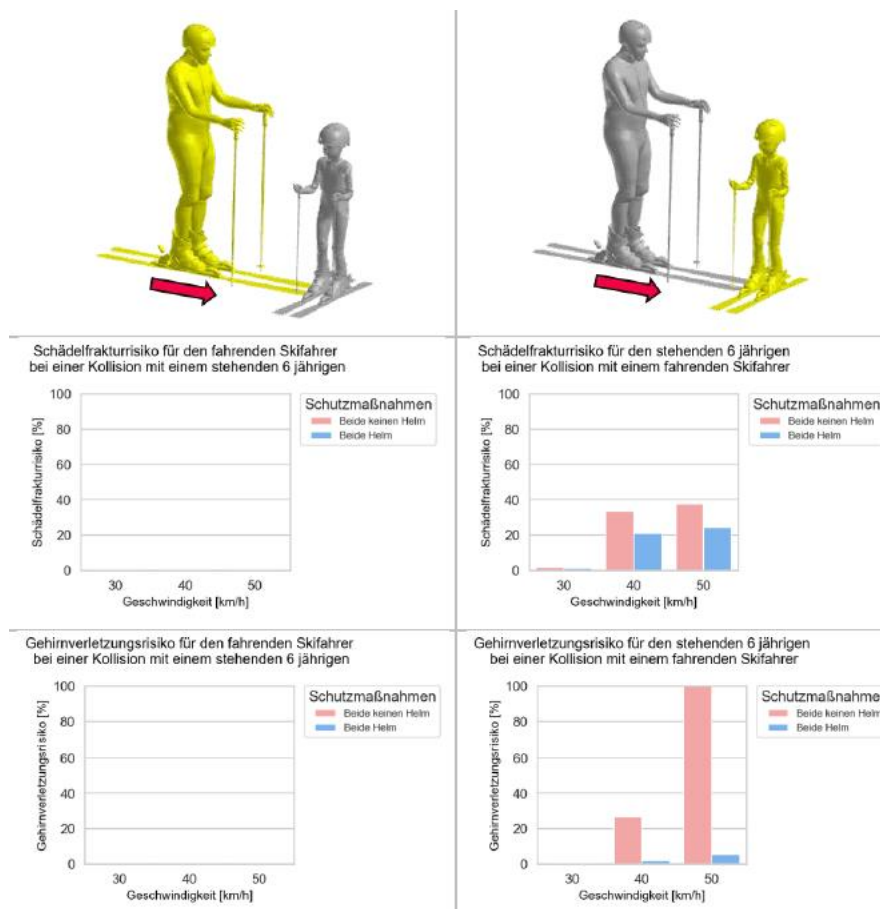 Schädelfrakturrisiko für den fahrenden Skifahrer
bei einer Kollision mit einem stehenden 6 jährigen
Schädelfrakturrisiko [%]
100
80
60
40
20
0
30 40 50
Geschwindigkeit [km/h]
Schutzmaßnahmen
Beide keinen Helm
Beide Helm
Schädelfrakturrisiko für den stehenden 6 jährigen
bei einer Kollision mit einem fahrenden Skifahrer
Schädelfrakturrisiko [%]
100
80
60
40
20
0
30 40 50
Geschwindigkeit [km/h]
Schutzmaßnahmen
Beide keinen Helm
Beide Helm
Gehirnverletzungsrisiko für den fahrenden Skifahrer
bei einer Kollision mit einem stehenden 6 jährigen
Gehirnverletzungsrisiko [%]
100
80
60
40
20
0
30 40 50
Geschwindigkeit [km/h]
Schutzmaßnahmen
Beide keinen Helm
Beide Helm
Gehirnverletzungsrisiko für den stehenden 6 jährigen
bei einer Kollision mit einem fahrenden Skifahrer
Gehirnverletzungsrisiko [%]
100
80
60
40
20
0
30 40 50
Geschwindigkeit [km/h]
Schutzmaßnahmen
Beide keinen Helm
Beide Helm